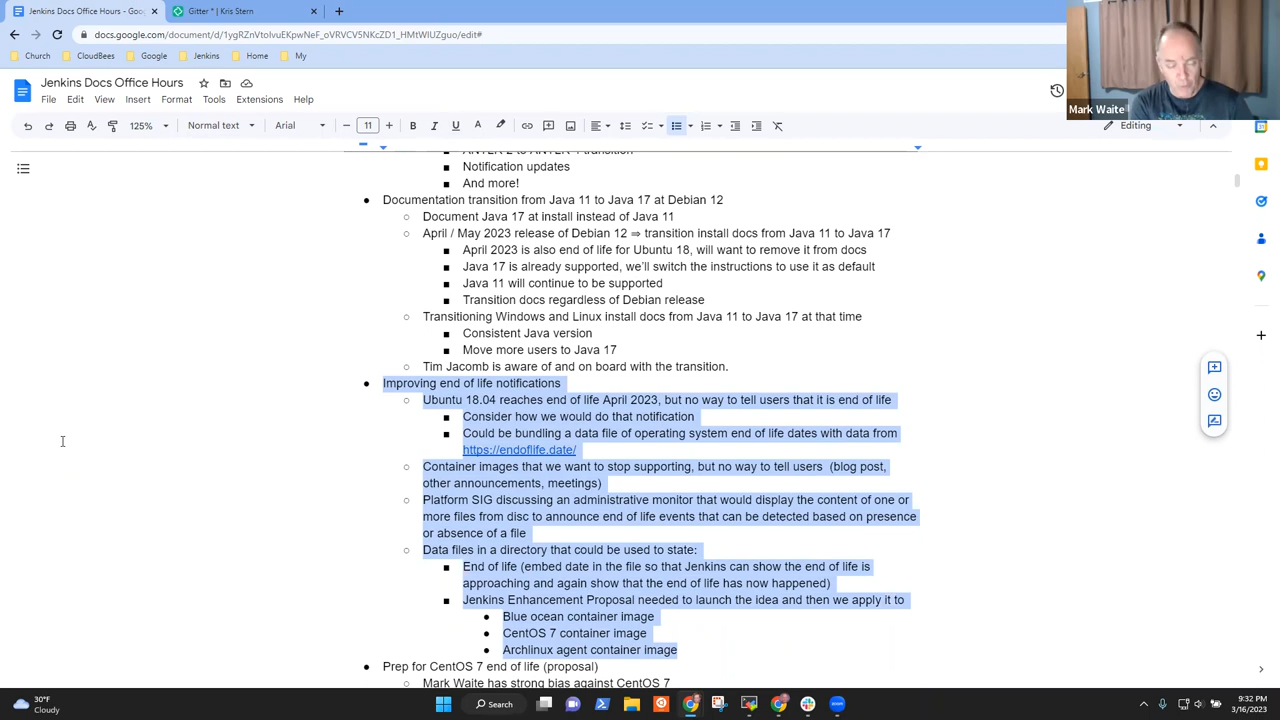 Jenkins Docs Office Hours - Goo
Gitter * | Kris Stern
docs.google.com/document/d/1ygRZnVtoIvuEKpwNeF_oVRVCV5NKcZD1_HMtWIUZguo/edit#
Church
CloudBees
Google
Jenkins
Home
My
Jenkins Docs Office Hours
File Edit View Insert Format Tools Extensions Help
125% Normal text Arial 11 Editing
Mark Waite
Notification updates
And more!
Documentation transition from Java 11 to Java 17 at Debian 12
Document Java 17 at install instead of Java 11
April / May 2023 release of Debian 12 ⇒ transition install docs from Java 11 to Java 17
April 2023 is also end of life for Ubuntu 18, will want to remove it from docs
Java 17 is already supported, we'll switch the instructions to use it as default
Java 11 will continue to be supported
Transition docs regardless of Debian release
Transitioning Windows and Linux install docs from Java 11 to Java 17 at that time
Consistent Java version
Move more users to Java 17
Tim Jacomb is aware of and on board with the transition.
Improving end of life notifications
Ubuntu 18.04 reaches end of life April 2023, but no way to tell users that it is end of life
Consider how we would do that notification
Could be bundling a data file of operating system end of life dates with data from
https://endoflife.date/
Container images that we want to stop supporting, but no way to tell users (blog post,
other announcements, meetings)
Platform SIG discussing an administrative monitor that would display the content of one or
more files from disc to announce end of life events that can be detected based on presence
or absence of a file
Data files in a directory that could be used to state:
End of life (embed date in the file so that Jenkins can show the end of life is
approaching and again show that the end of life has now happened)
Jenkins Enhancement Proposal needed to launch the idea and then we apply it to
Blue ocean container image
CentOS 7 container image
Archlinux agent container image
Prep for CentOS 7 end of life (proposal)
Mark Waite has strong bias against CentOS 7
30°F
Cloudy
Search
9:32 PM
3/16/2023